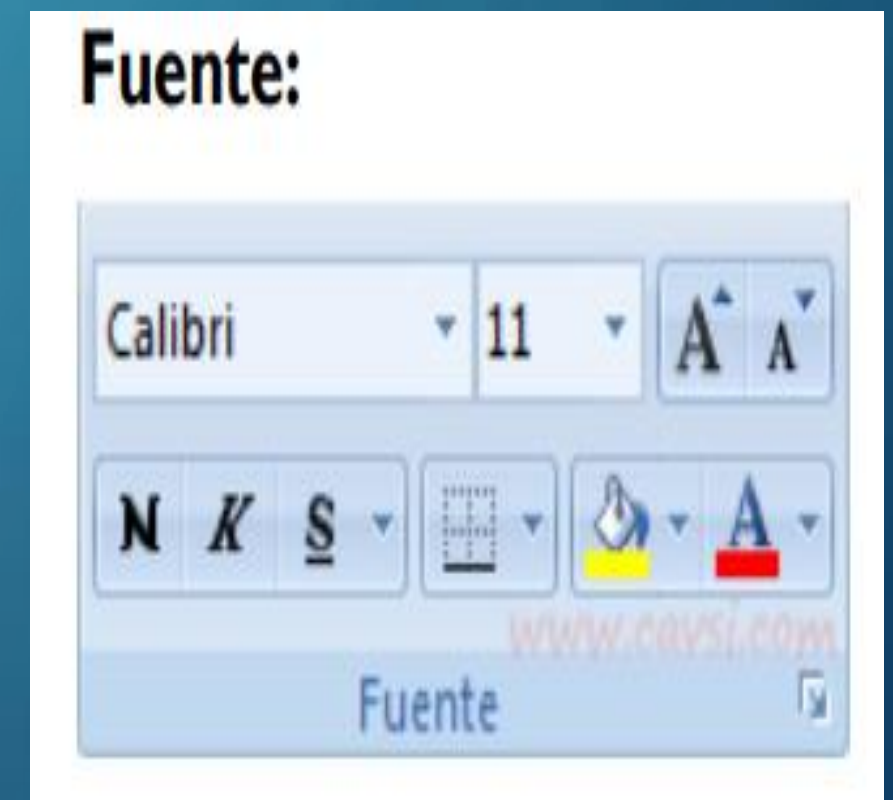 Fuente:
Calibri 11 A A
N K S A
www.cavsi.com
Fuente